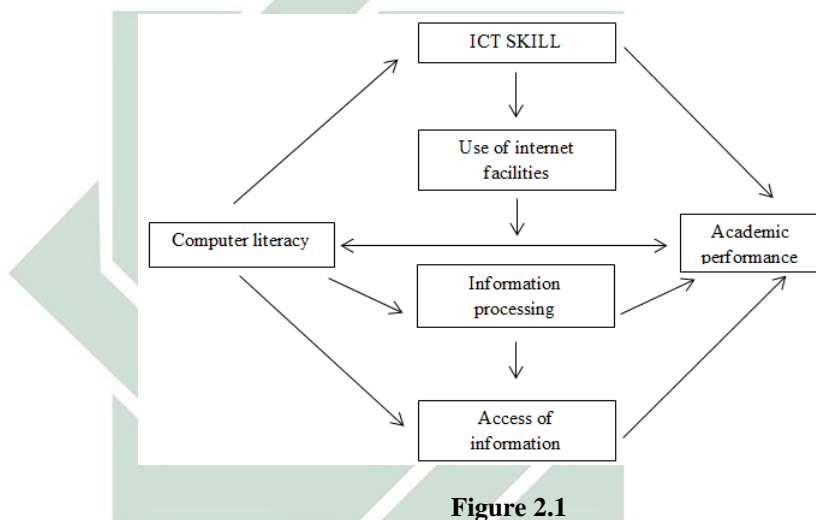 ICT SKILL
Use of internet
facilities
Computer literacy
Academic
performance
Information
processing
Access of
information
Figure 2.1